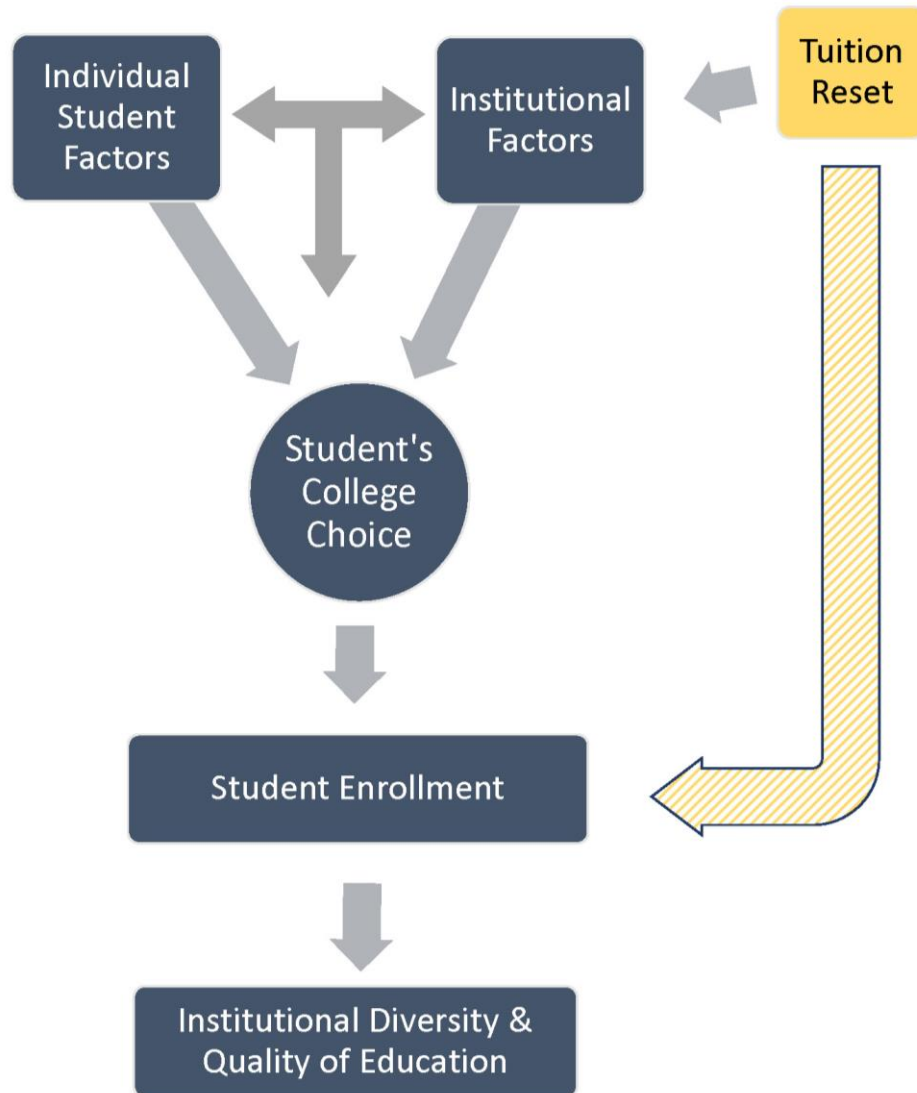 Individual
Student
Factors
Institutional
Factors
Tuition
Reset
Student's
College
Choice
Student Enrollment
Institutional Diversity &
Quality of Education